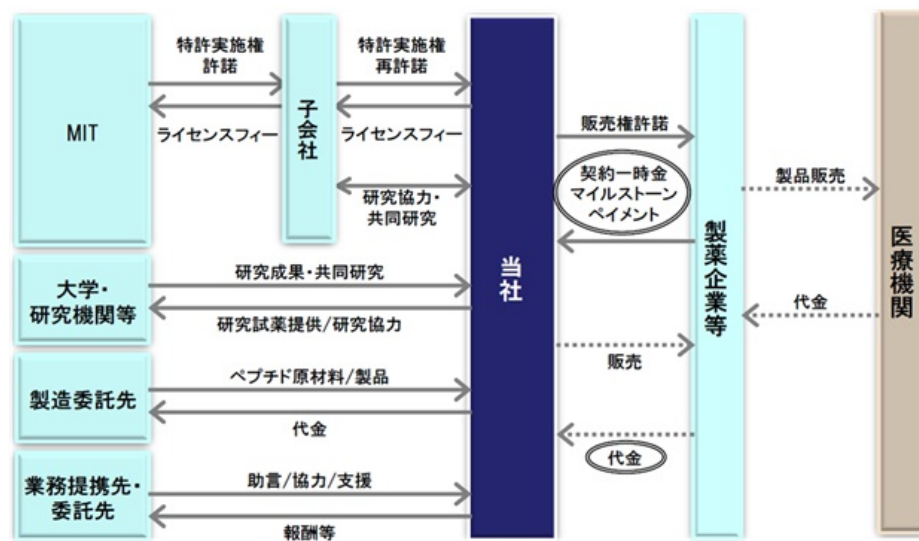 特許実施権
許諾
特許実施権
再許諾
MIT
子会社
ライセンスフィー
ライセンスフィー
研究協力・
共同研究
当社
販売権許諾
契約一時金
マイルストーン
ペイメント
製薬企業等
製品販売
医療機関
代金
大学・
研究機関等
研究成果・共同研究
研究試薬提供/研究協力
販売
製造委託先
ペプチド原材料/製品
代金
代金
業務提携先・
委託先
助言/協力/支援
報酬等